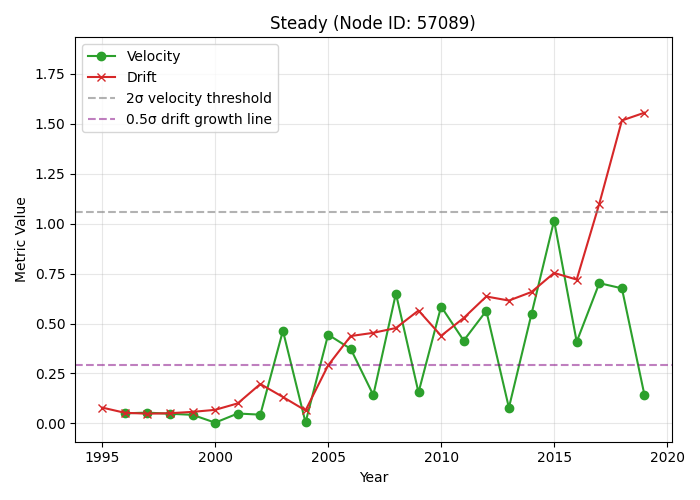 Steady (Node ID: 57089)
Velocity
Drift
2σ velocity threshold
0.5σ drift growth line
Metric Value
1.75
1.50
1.25
1.00
0.75
0.50
0.25
0.00
1995
2000
2005
2010
2015
2020
Year